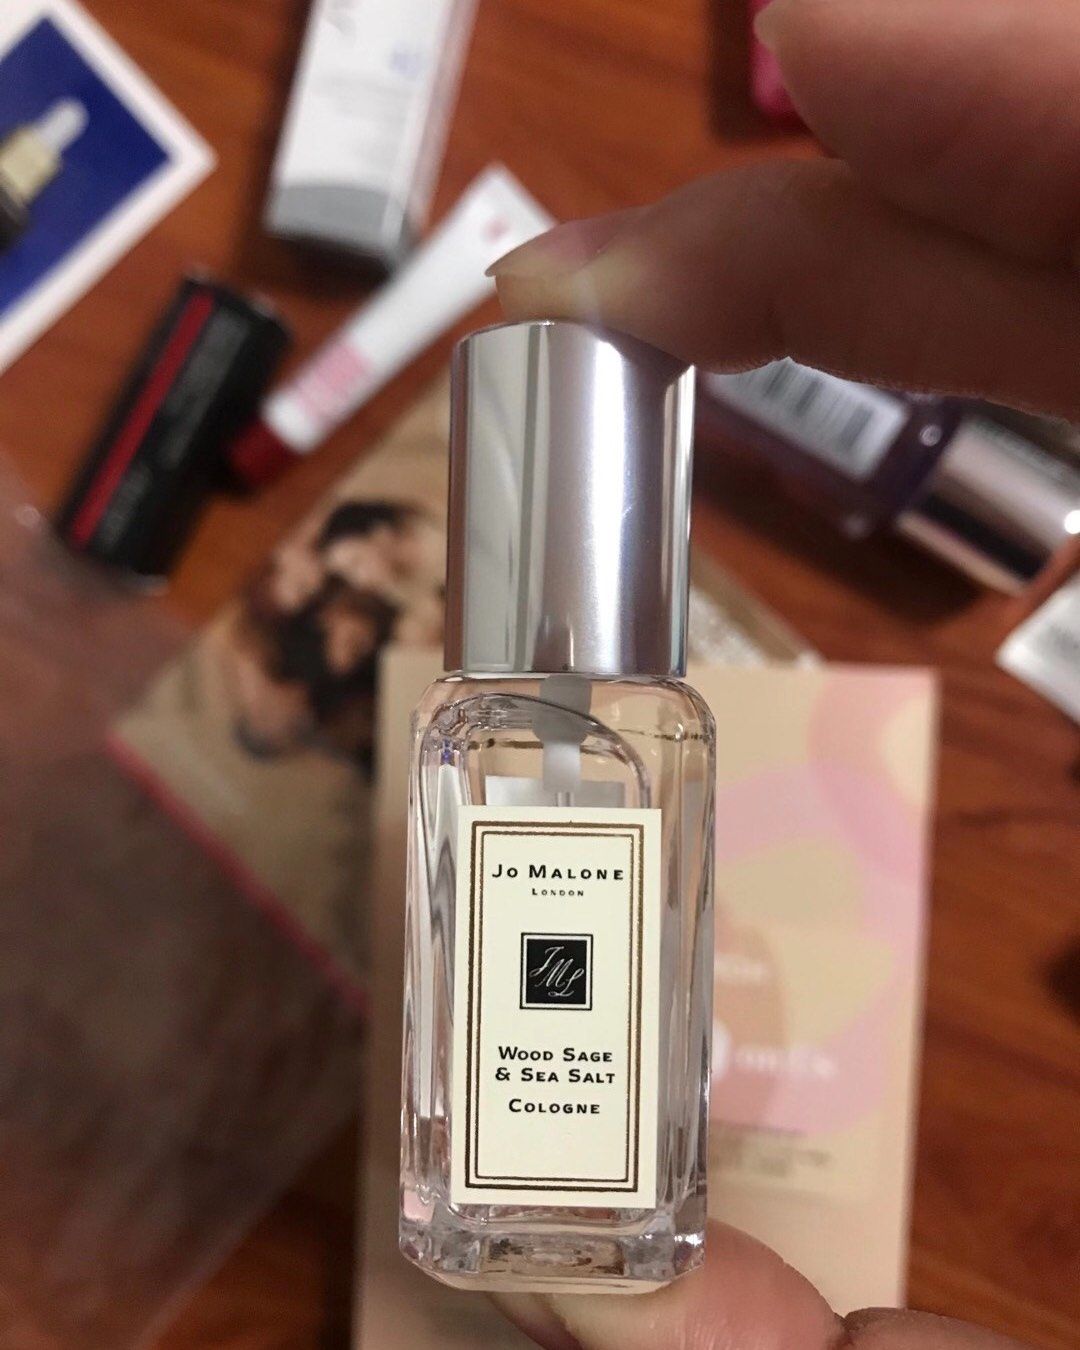 Jo Malone
London
JML
Wood Sage
& Sea Salt
Cologne